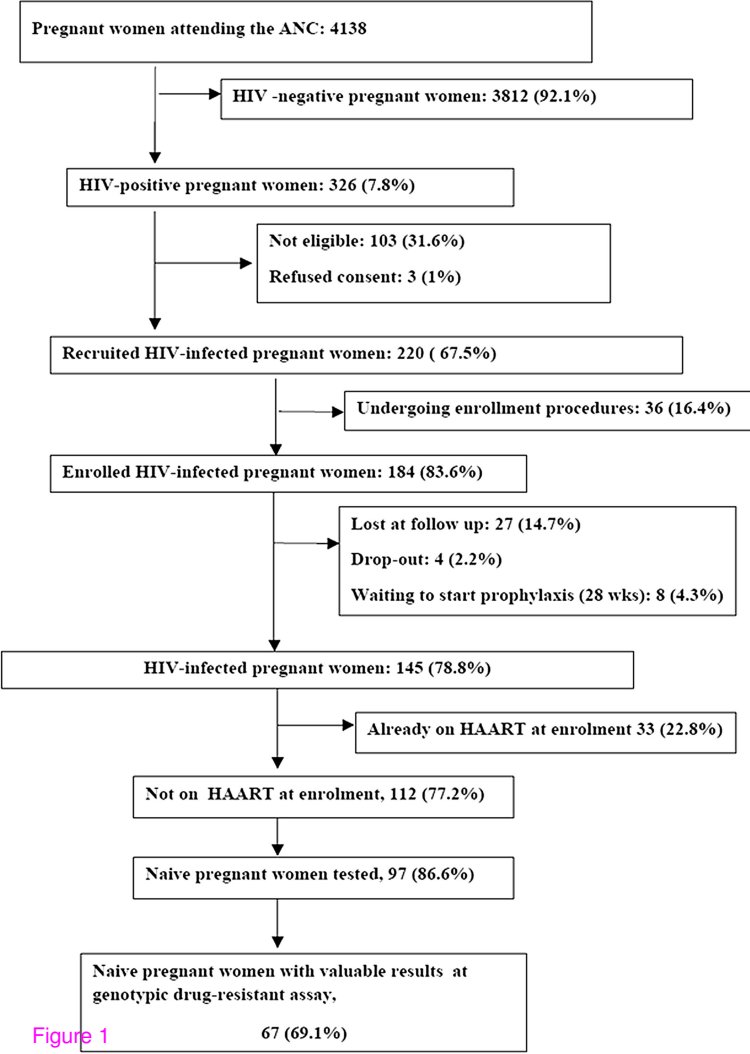 Pregnant women attending the ANC: 4138
HIV -negative pregnant women: 3812 (92.1%)
HIV-positive pregnant women: 326 (7.8%)
Not eligible: 103 (31.6%)
Refused consent: 3 (1%)
Recruited HIV-infected pregnant women: 220 ( 67.5%)
Undergoing enrollment procedures: 36 (16.4%)
Enrolled HIV-infected pregnant women: 184 (83.6%)
Lost at follow up: 27 (14.7%)
Drop-out: 4 (2.2%)
Waiting to start prophylaxis (28 wks): 8 (4.3%)
HIV-infected pregnant women: 145 (78.8%)
Already on HAART at enrolment 33 (22.8%)
Not on HAART at enrolment, 112 (77.2%)
Naive pregnant women tested, 97 (86.6%)
Naive pregnant women with valuable results at
genotypic drug-resistant assay,
67 (69.1%)
Figure 1